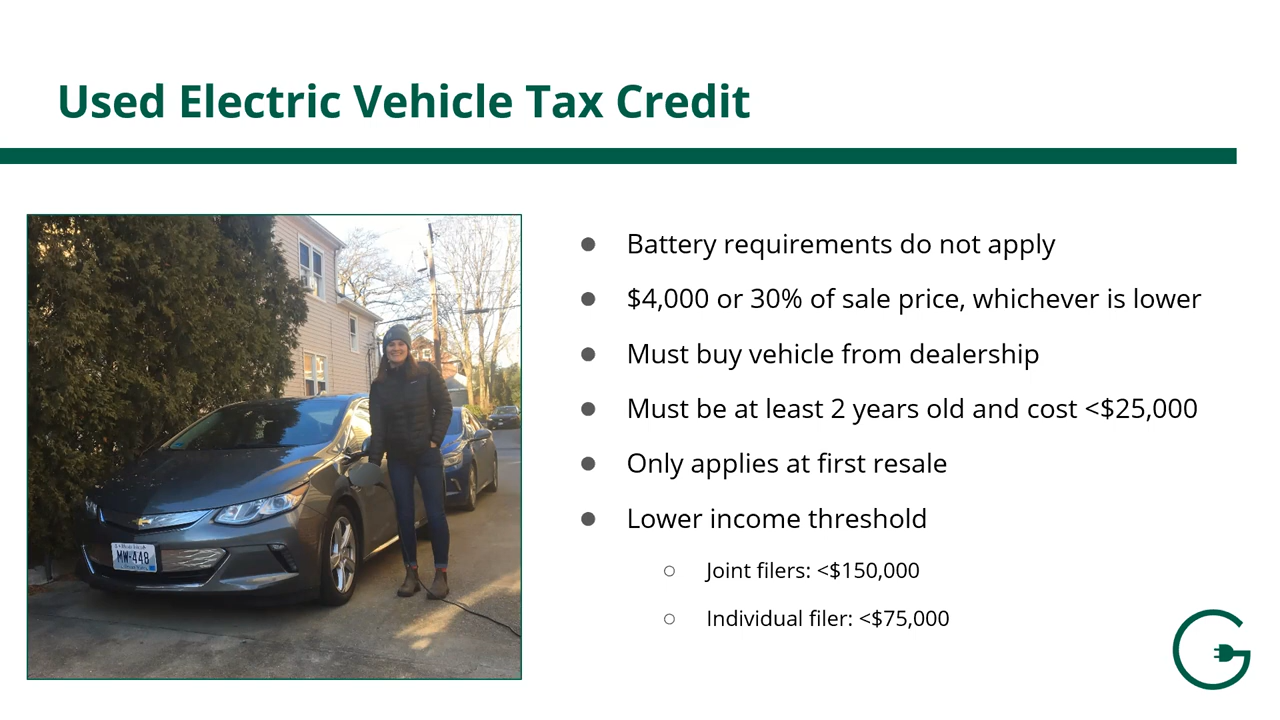 Used Electric Vehicle Tax Credit
● Battery requirements do not apply
● $4,000 or 30% of sale price, whichever is lower
● Must buy vehicle from dealership
● Must be at least 2 years old and cost <$25,000
● Only applies at first resale
● Lower income threshold
○ Joint filers: <$150,000
○ Individual filer: <$75,000
MW·448